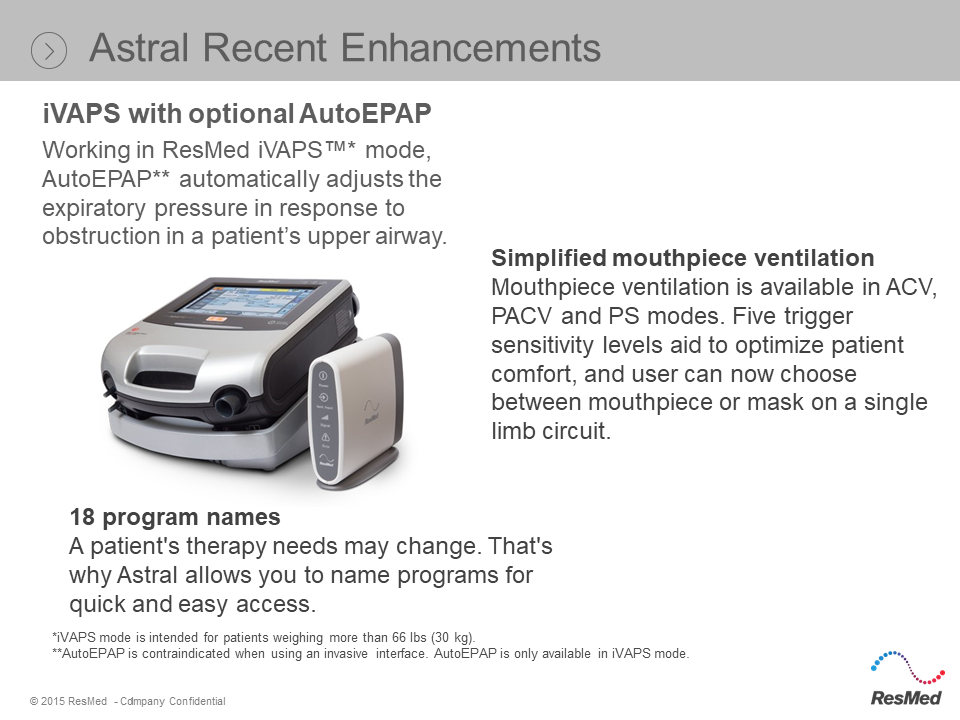 Astral Recent Enhancements
iVAPS with optional AutoEPAP
Working in ResMed iVAPS™* mode,
AutoEPAP** automatically adjusts the
expiratory pressure in response to
obstruction in a patient’s upper airway.
Simplified mouthpiece ventilation
Mouthpiece ventilation is available in ACV,
PACV and PS modes. Five trigger
sensitivity levels aid to optimize patient
comfort, and user can now choose
between mouthpiece or mask on a single
limb circuit.
ResMed
Power
Signal
ResMed
18 program names
A patient's therapy needs may change. That's
why Astral allows you to name programs for
quick and easy access.
*iVAPS mode is intended for patients weighing more than 66 lbs (30 kg).
**AutoEPAP is contraindicated when using an invasive interface. AutoEPAP is only available in iVAPS mode.
© 2015 ResMed - Company Confidential
ResMed